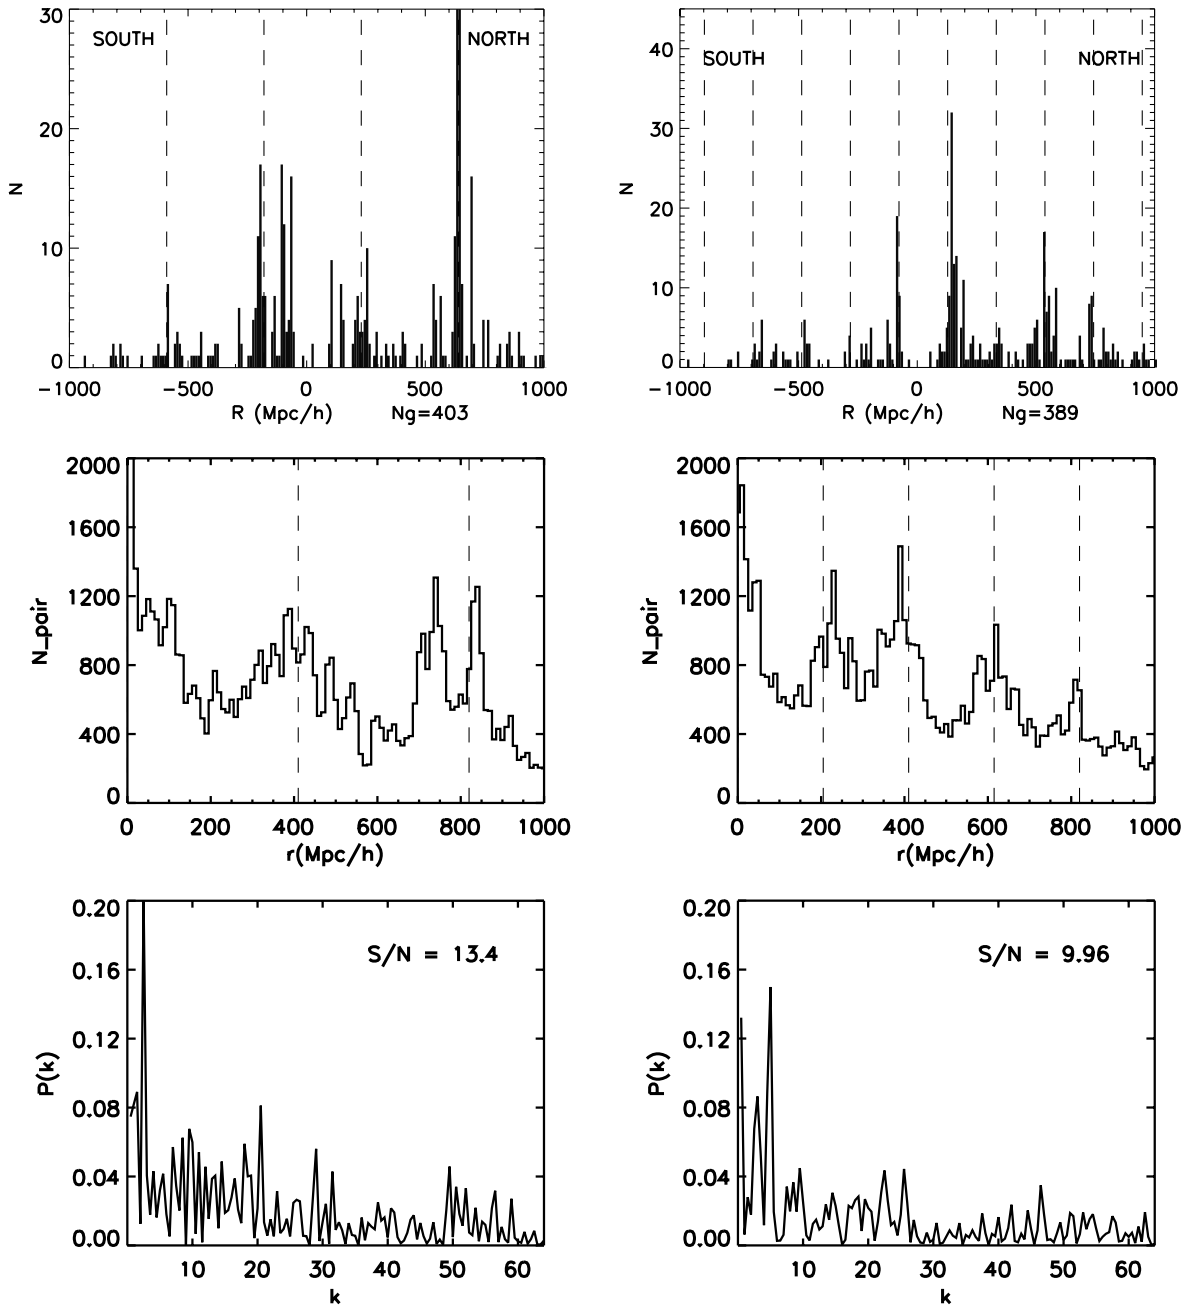 30
20
10
0
N
SOUTH
NORTH
−1000 −500 0 500 1000
R (Mpc/h) Ng=403
40
30
20
10
0
N
SOUTH
NORTH
−1000 −500 0 500 1000
R (Mpc/h) Ng=389
2000
1600
1200
800
400
0
N_pair
0 200 400 600 800 1000
r(Mpc/h)
2000
1600
1200
800
400
0
N_pair
0 200 400 600 800 1000
r(Mpc/h)
0.20
0.16
0.12
0.08
0.04
0.00
P(k)
S/N = 13.4
10 20 30 40 50 60
k
0.20
0.16
0.12
0.08
0.04
0.00
P(k)
S/N = 9.96
10 20 30 40 50 60
k